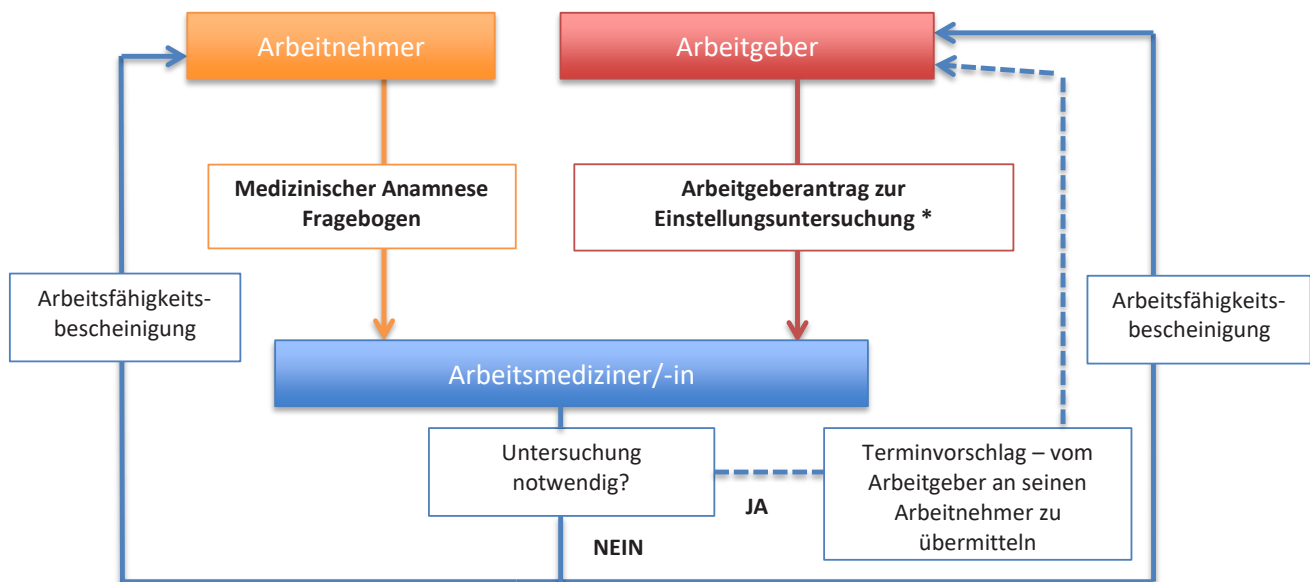 Arbeitnehmer
Arbeitgeber
Medizinischer Anamnese
Fragebogen
Arbeitgeberantrag zur
Einstellungsuntersuchung *
Arbeitsfähigkeits-
bescheinigung
Arbeitsfähigkeits-
bescheinigung
Arbeitsmediziner/-in
Untersuchung
notwendig?
JA
NEIN
Terminvorschlag – vom
Arbeitgeber an seinen
Arbeitnehmer zu
übermitteln